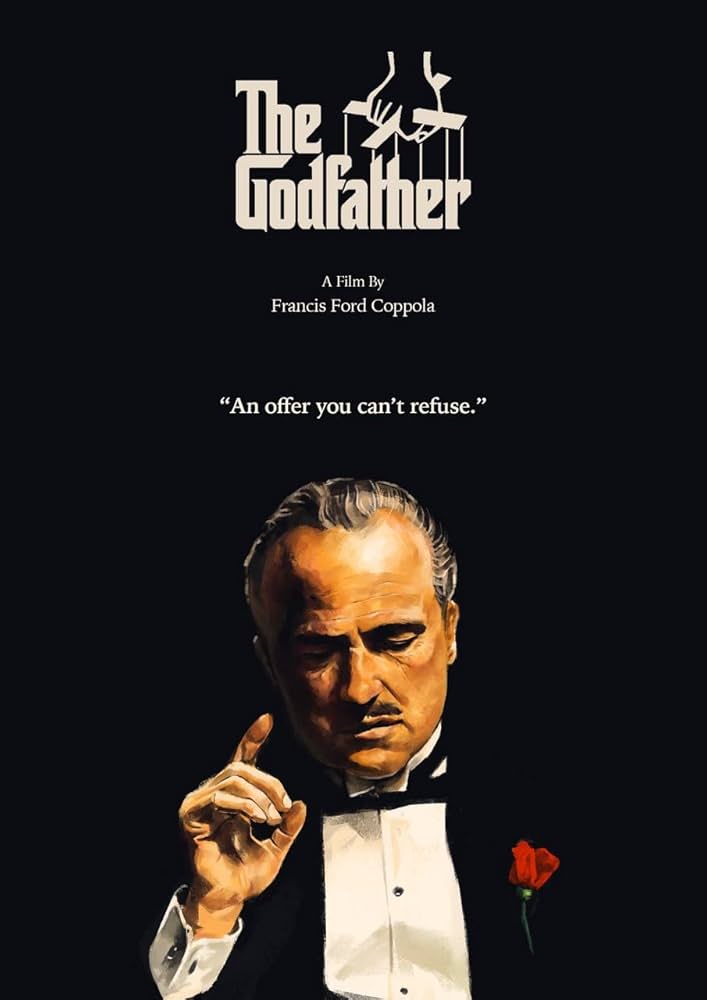 The
Godfather
A Film By
Francis Ford Coppola
“An offer you can’t refuse.”